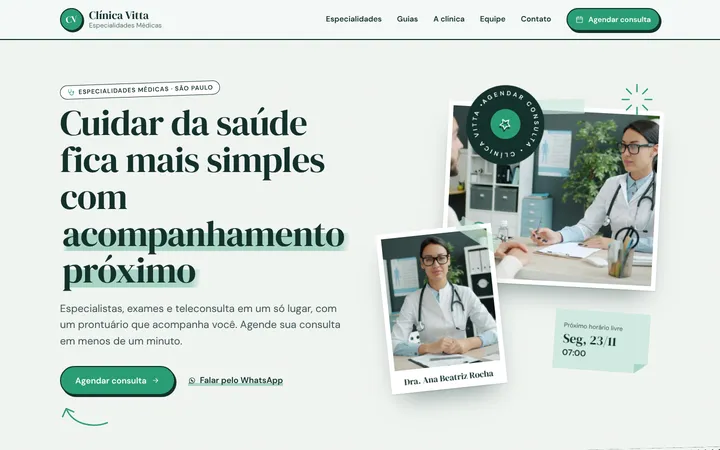 CV
Clínica Vitta
Especialidades Médicas
Especialidades
Guias
A clínica
Equipe
Contato
Agendar consulta
ESPECIALIDADES MÉDICAS · SÃO PAULO
Cuidar da saúde
fica mais simples
com
acompanhamento
próximo
Especialistas, exames e teleconsulta em um só lugar, com
um prontuário que acompanha você. Agende sua consulta
em menos de um minuto.
Agendar consulta →
Falar pelo WhatsApp
AGENDAR CONSULTA • CLÍNICA VITTA •
Dra. Ana Beatriz Rocha
Próximo horário livre
Seg, 23/11
07:00